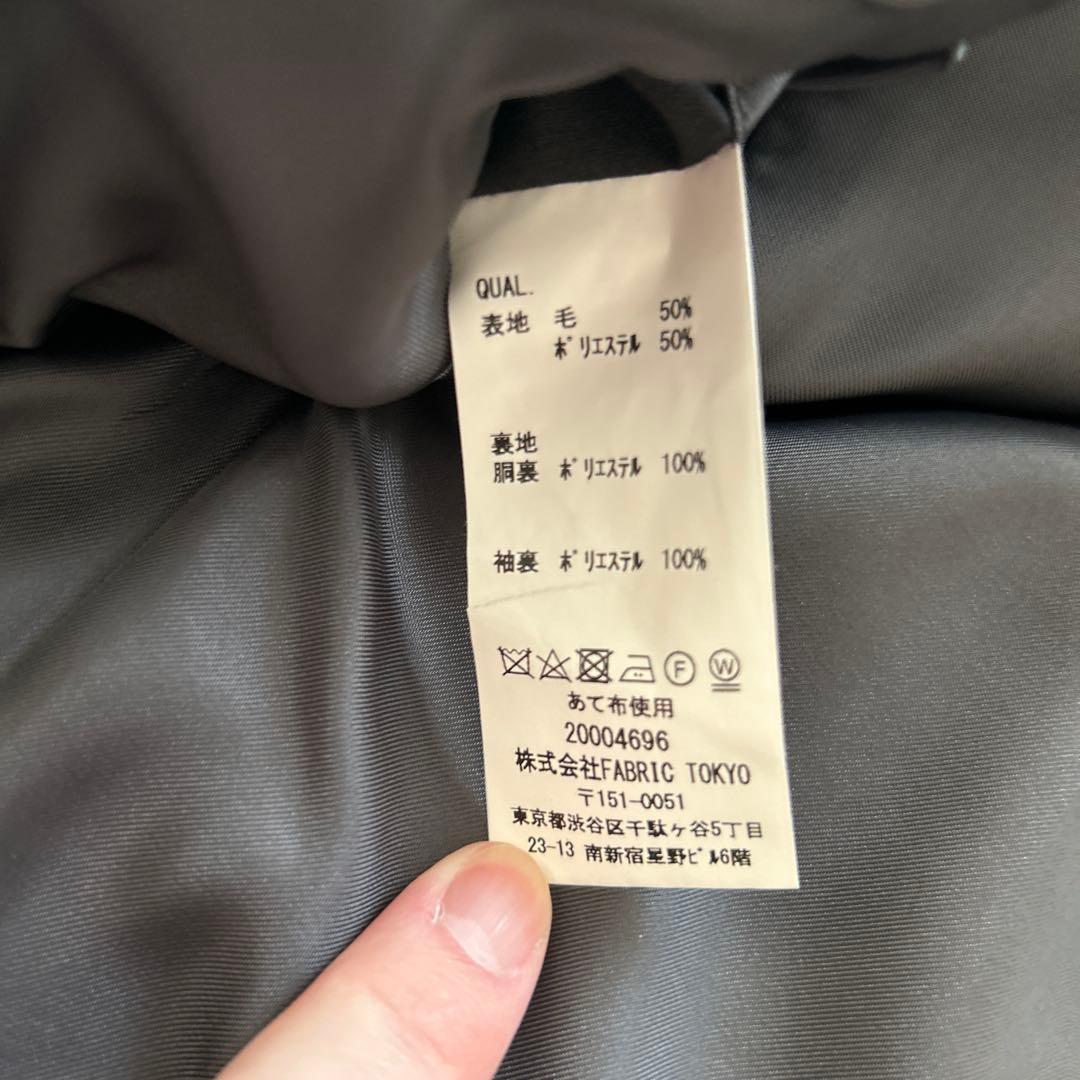 QUAL.
表地 毛 50%
ポリエステル 50%
裏地
胴裏 ポリエステル 100%
袖裏 ポリエステル 100%
F W
あて布使用
20004696
株式会社FABRIC TOKYO
〒151-0051
東京都渋谷区千駄ヶ谷5丁目
23-13 南新宿星野ビル6階